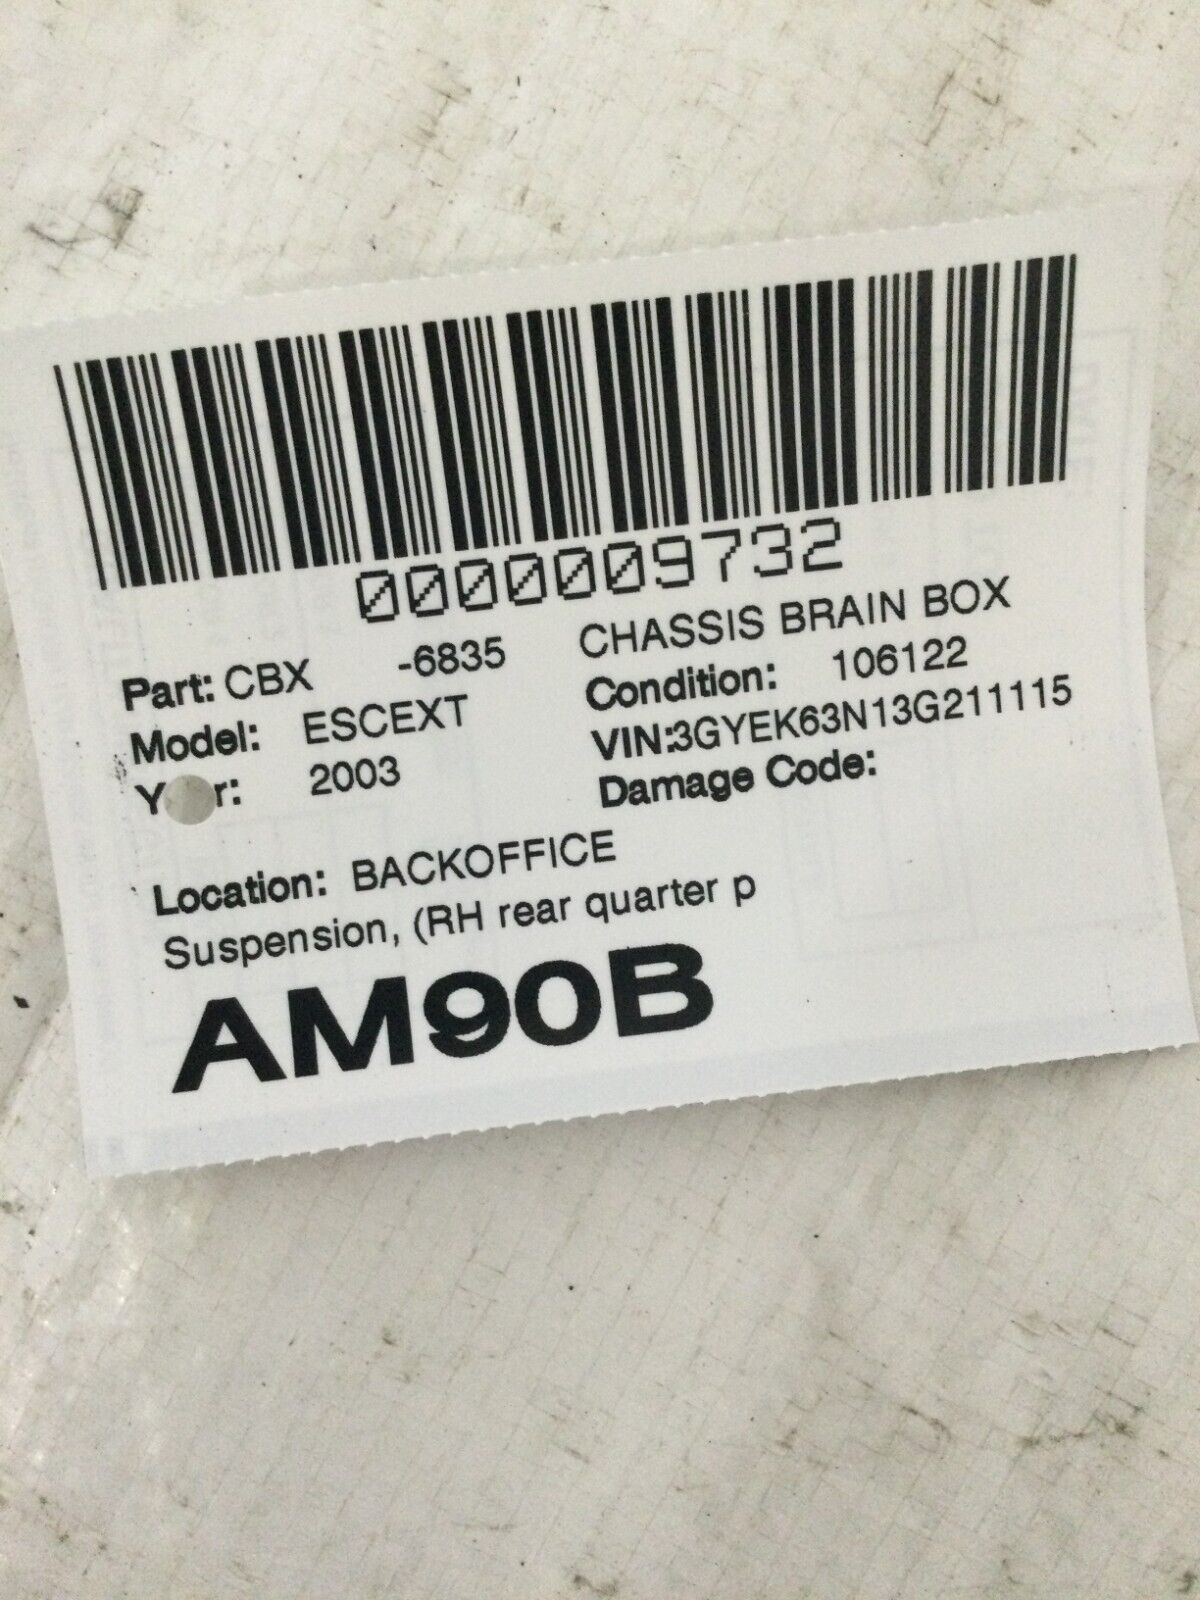 0000009732
Part: CBX -6835 CHASSIS BRAIN BOX
Model: ESCEXT Condition: 106122
2003 VIN:3GYEK63N13G211115
Damage Code:
Location: BACKOFFICE
Suspension, (RH rear quarter p
AM90B